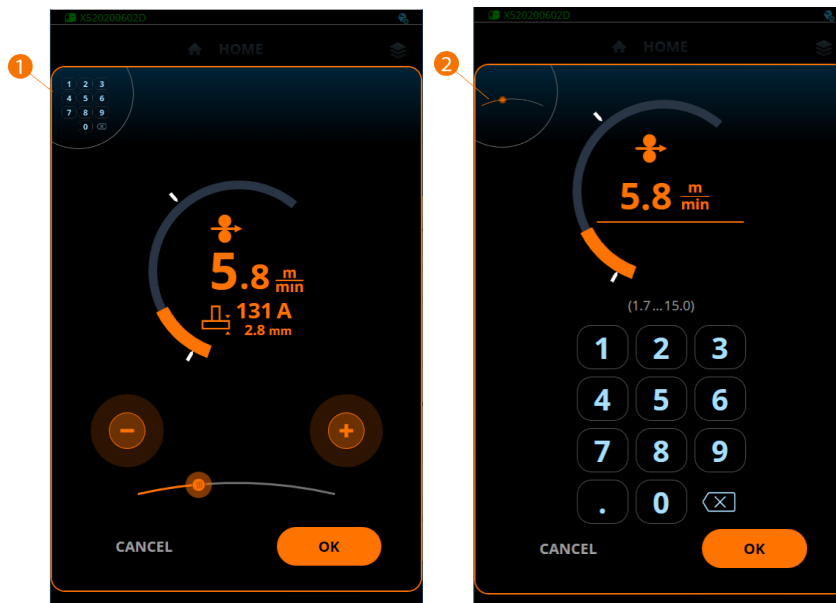 X520200602D
HOME
1
1 2 3
4 5 6
7 8 9
0
5.8 m/min
131 A
2.8 mm
CANCEL
OK
X520200602D
HOME
2
5.8 m/min
(1.7...15.0)
1 2 3
4 5 6
7 8 9
. 0
CANCEL
OK